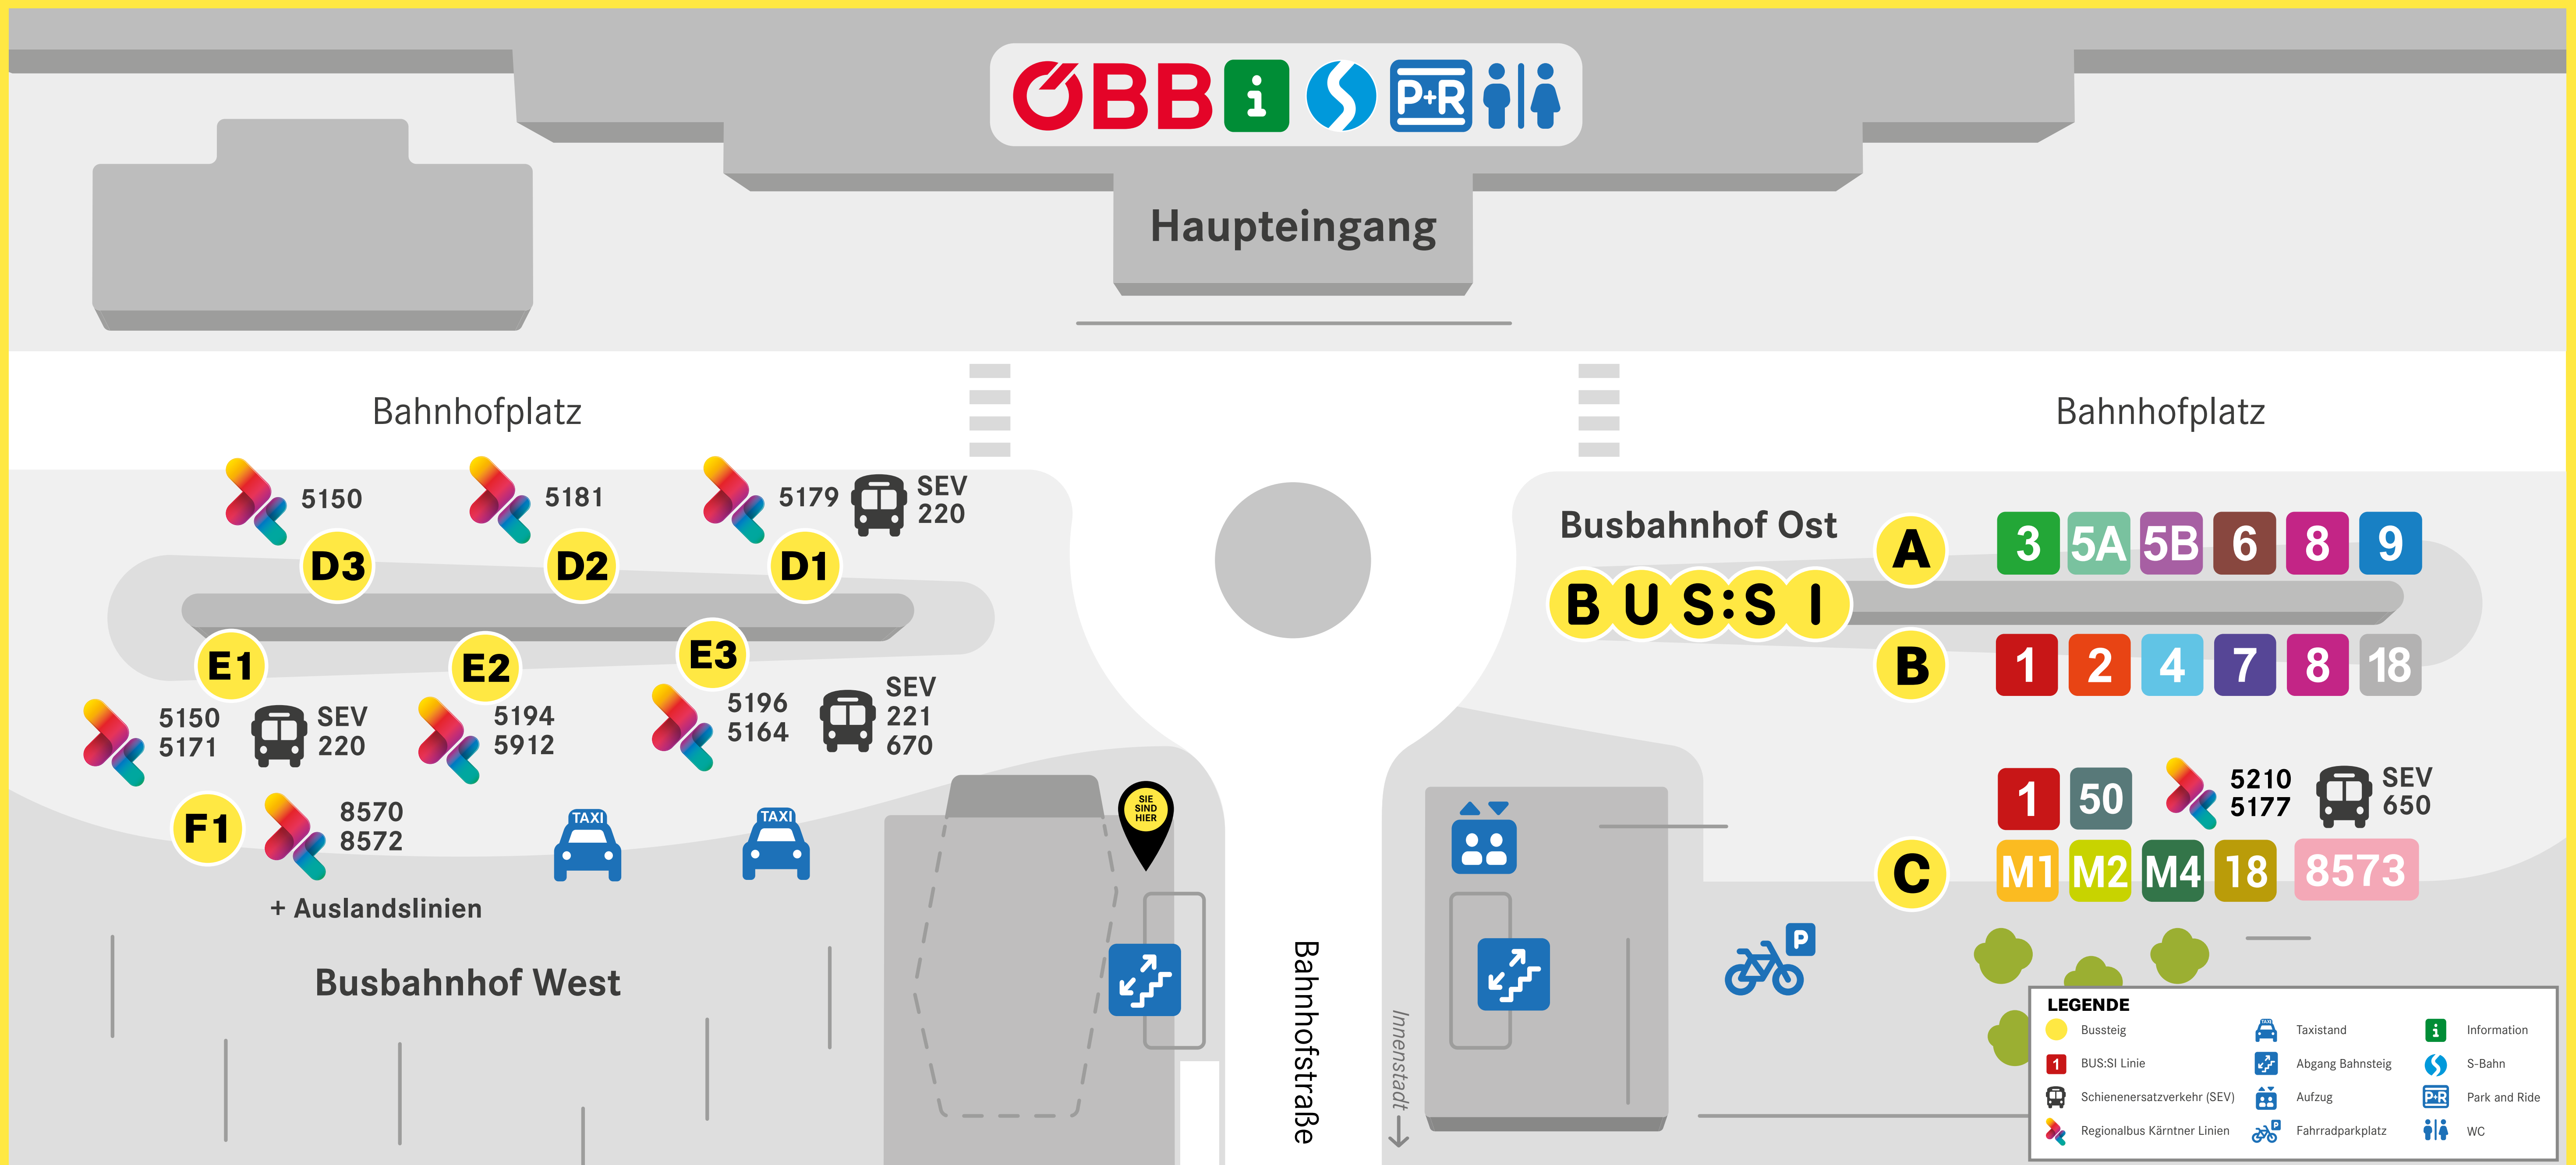 ÖBB i S P+R
Haupteingang
Bahnhofplatz
Bahnhofplatz
5150
5181
5179
SEV
220
D3
D2
D1
E1
E2
E3
5150
5171
SEV
220
5194
5912
5196
5164
SEV
221
670
F1
8570
8572
+ Auslandslinien
TAXI
TAXI
Busbahnhof West
SIE
SIND
HIER
Bahnhofstraße
Innenstadt
Busbahnhof Ost
BUS:SI
A
3 5A 5B 6 8 9
B
1 2 4 7 8 18
1 50
5210
5177
SEV
650
C
M1 M2 M4 18 8573
P
LEGENDE
Bussteig
1 BUS:SI Linie
Schienenersatzverkehr (SEV)
Regionalbus Kärntner Linien
TAXI Taxistand
Abgang Bahnsteig
Aufzug
P Fahrradparkplatz
i Information
S-Bahn
P+R Park and Ride
WC